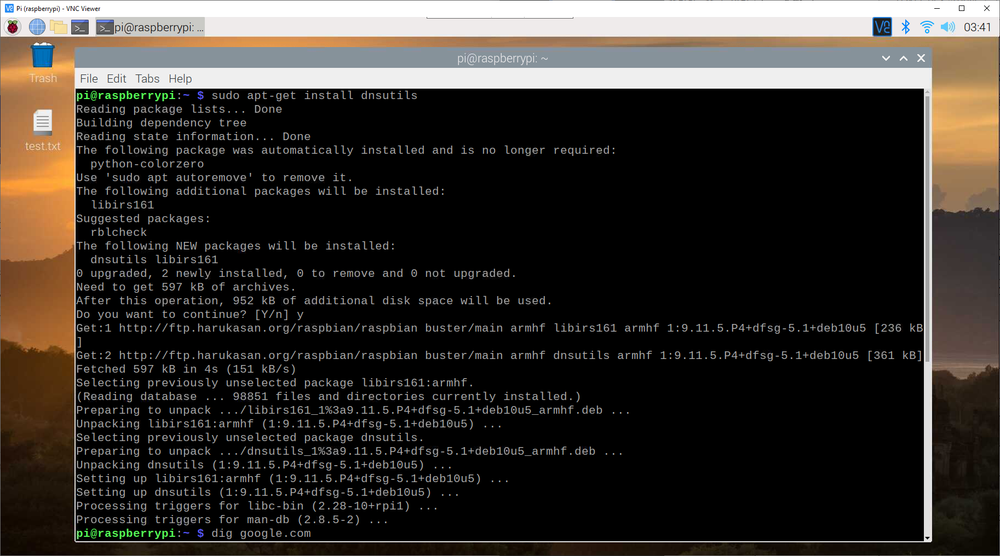 Pi (raspberrypi) - VNC Viewer
pi@raspberrypi: ...
03:41
Trash
test.txt
pi@raspberrypi: ~
File Edit Tabs Help
pi@raspberrypi:~ $ sudo apt-get install dnsutils
Reading package lists... Done
Building dependency tree
Reading state information... Done
The following package was automatically installed and is no longer required:
  python-colorzero
Use 'sudo apt autoremove' to remove it.
The following additional packages will be installed:
  libirs161
Suggested packages:
  rblcheck
The following NEW packages will be installed:
  dnsutils libirs161
0 upgraded, 2 newly installed, 0 to remove and 0 not upgraded.
Need to get 597 kB of archives.
After this operation, 952 kB of additional disk space will be used.
Do you want to continue? [Y/n] y
Get:1 http://ftp.harukasan.org/raspbian/raspbian buster/main armhf libirs161 armhf 1:9.11.5.P4+dfsg-5.1+deb10u5 [236 kB
]
Get:2 http://ftp.harukasan.org/raspbian/raspbian buster/main armhf dnsutils armhf 1:9.11.5.P4+dfsg-5.1+deb10u5 [361 kB]
Fetched 597 kB in 4s (151 kB/s)
Selecting previously unselected package libirs161:armhf.
(Reading database ... 98851 files and directories currently installed.)
Preparing to unpack .../libirs161_1%3a9.11.5.P4+dfsg-5.1+deb10u5_armhf.deb ...
Unpacking libirs161:armhf (1:9.11.5.P4+dfsg-5.1+deb10u5) ...
Selecting previously unselected package dnsutils.
Preparing to unpack .../dnsutils_1%3a9.11.5.P4+dfsg-5.1+deb10u5_armhf.deb ...
Unpacking dnsutils (1:9.11.5.P4+dfsg-5.1+deb10u5) ...
Setting up libirs161:armhf (1:9.11.5.P4+dfsg-5.1+deb10u5) ...
Setting up dnsutils (1:9.11.5.P4+dfsg-5.1+deb10u5) ...
Processing triggers for libc-bin (2.28-10+rpi1) ...
Processing triggers for man-db (2.8.5-2) ...
pi@raspberrypi:~ $ dig google.com